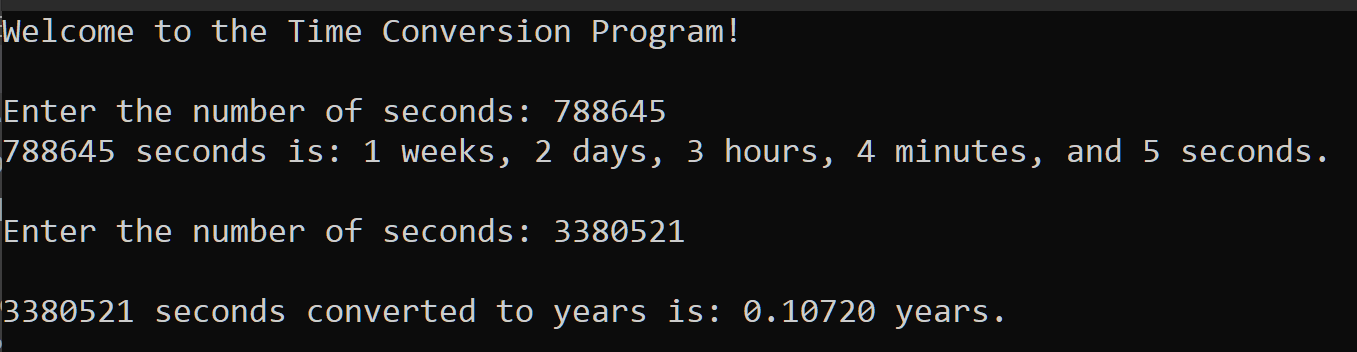 Welcome to the Time Conversion Program!
Enter the number of seconds: 788645
788645 seconds is: 1 weeks, 2 days, 3 hours, 4 minutes, and 5 seconds.
Enter the number of seconds: 3380521
3380521 seconds converted to years is: 0.10720 years.